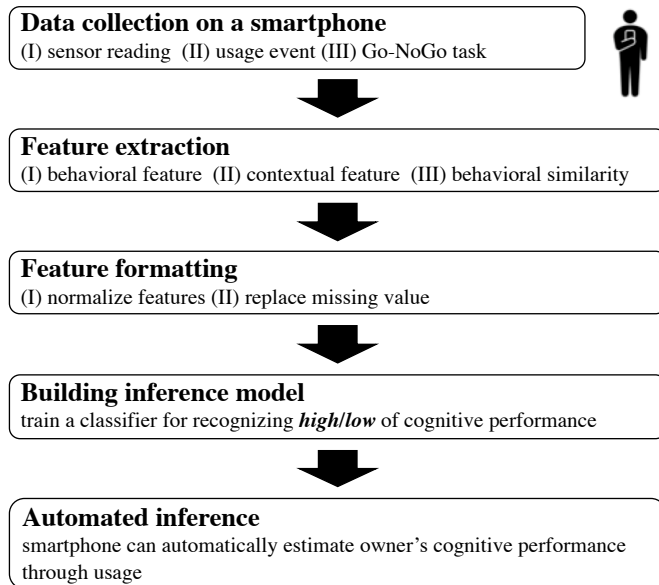 Data collection on a smartphone
(I) sensor reading (II) usage event (III) Go-NoGo task
Feature extraction
(I) behavioral feature (II) contextual feature (III) behavioral similarity
Feature formatting
(I) normalize features (II) replace missing value
Building inference model
train a classifier for recognizing high/low of cognitive performance
Automated inference
smartphone can automatically estimate owner’s cognitive performance
through usage